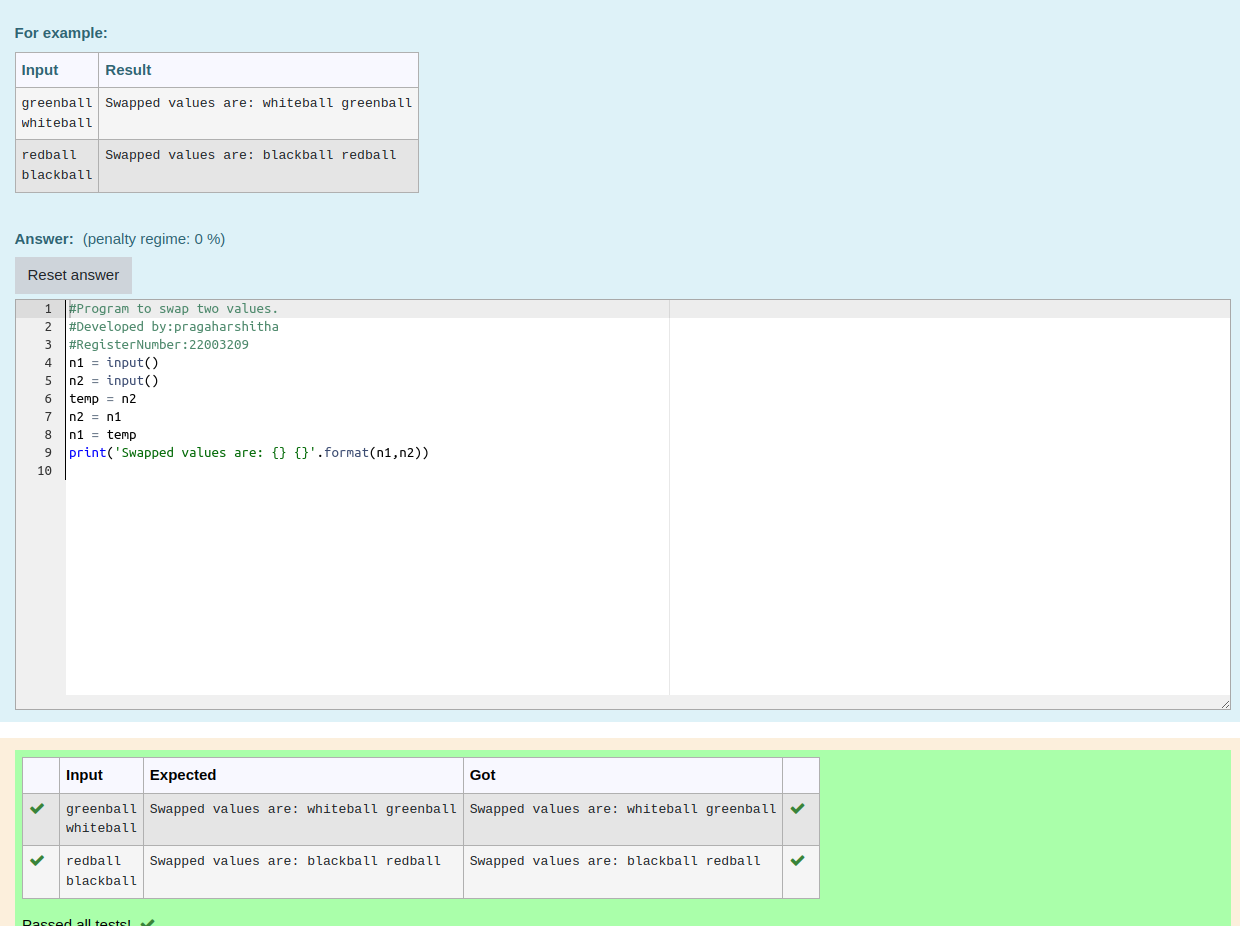 For example:
Input Result
greenball Swapped values are: whiteball greenball
whiteball
redball Swapped values are: blackball redball
blackball
Answer: (penalty regime: 0 %)
Reset answer
1 #Program to swap two values.
2 #Developed by:pragaharshitha
3 #RegisterNumber:22003209
4 n1 = input()
5 n2 = input()
6 temp = n2
7 n2 = n1
8 n1 = temp
9 print('Swapped values are: {} {}'.format(n1,n2))
10
Input Expected Got
greenball Swapped values are: whiteball greenball Swapped values are: whiteball greenball
whiteball
redball Swapped values are: blackball redball Swapped values are: blackball redball
blackball
Passed all tests!